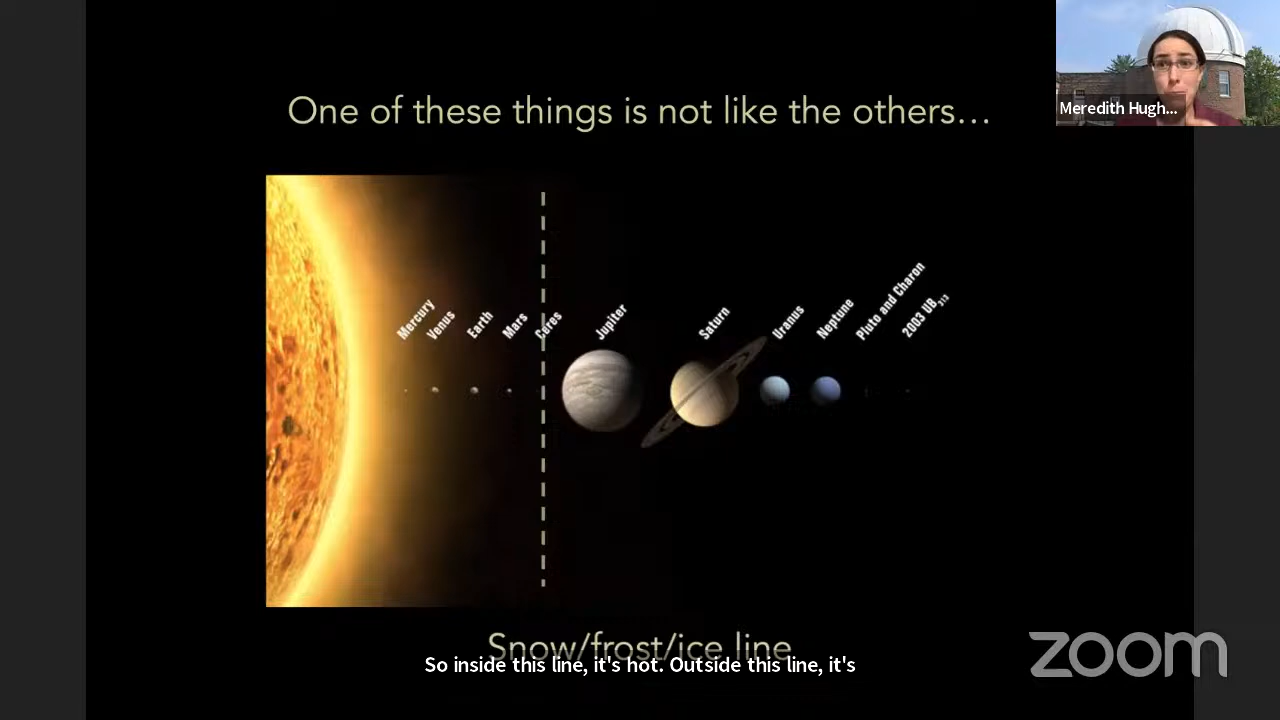 One of these things is not like the others…
Meredith Hugh...
Mercury
Venus
Earth
Mars
Ceres
Jupiter
Saturn
Uranus
Neptune
Pluto and Charon
2003 UB₃₁₃
Snow/frost/ice line
So inside this line, it's hot. Outside this line, it's
zoom